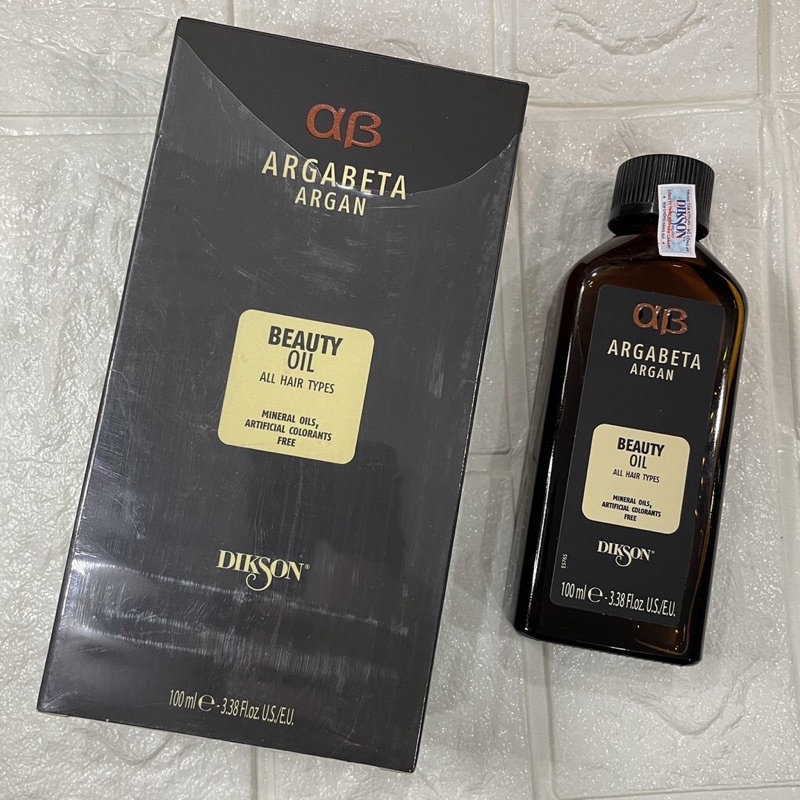 αβ
ARGABETA
ARGAN
BEAUTY
OIL
ALL HAIR TYPES
MINERAL OILS,
ARTIFICIAL COLORANTS
FREE
DIKSON®
100 ml ℮ - 3.38 Fl.oz. U.S./E.U.
DIKSON
αβ
ARGABETA
ARGAN
BEAUTY
OIL
ALL HAIR TYPES
MINERAL OILS,
ARTIFICIAL COLORANTS
FREE
DIKSON®
E5765
100 ml ℮ - 3.38 Fl.oz. U.S./E.U.